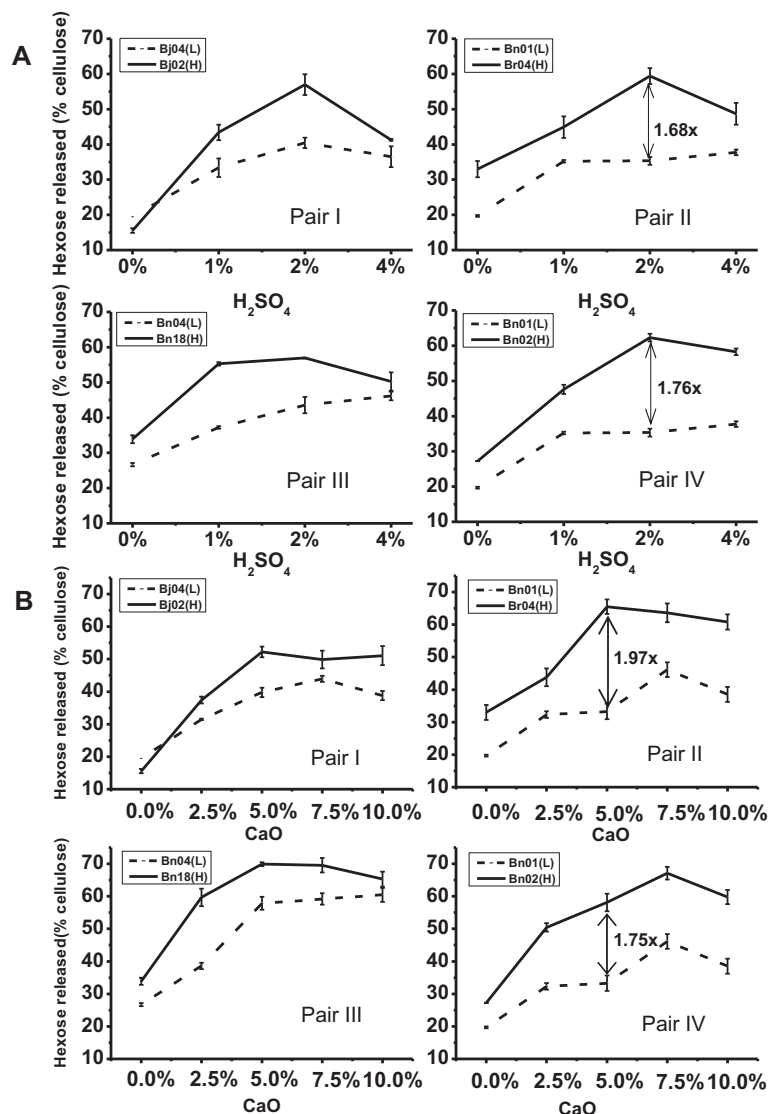 A
Hexose released (% cellulose)
Bj04(L)
Bj02(H)
Pair I
70
60
50
40
30
20
10
0% 1% 2% 4%
H₂SO₄
Bn01(L)
Br04(H)
1.68x
Pair II
70
60
50
40
30
20
10
0% 1% 2% 4%
H₂SO₄
Hexose released (% cellulose)
Bn04(L)
Bn18(H)
Pair III
70
60
50
40
30
20
10
0% 1% 2% 4%
H₂SO₄
Bn01(L)
Bn02(H)
1.76x
Pair IV
70
60
50
40
30
20
10
0% 1% 2% 4%
H₂SO₄
B
Hexose released (% cellulose)
Bj04(L)
Bj02(H)
Pair I
70
60
50
40
30
20
10
0.0% 2.5% 5.0% 7.5% 10.0%
CaO
Bn01(L)
Br04(H)
1.97x
Pair II
70
60
50
40
30
20
10
0.0% 2.5% 5.0% 7.5% 10.0%
CaO
Hexose released(% cellulose)
Bn04(L)
Bn18(H)
Pair III
70
60
50
40
30
20
10
0.0% 2.5% 5.0% 7.5% 10.0%
CaO
Bn01(L)
Bn02(H)
1.75x
Pair IV
70
60
50
40
30
20
10
0.0% 2.5% 5.0% 7.5% 10.0%
CaO